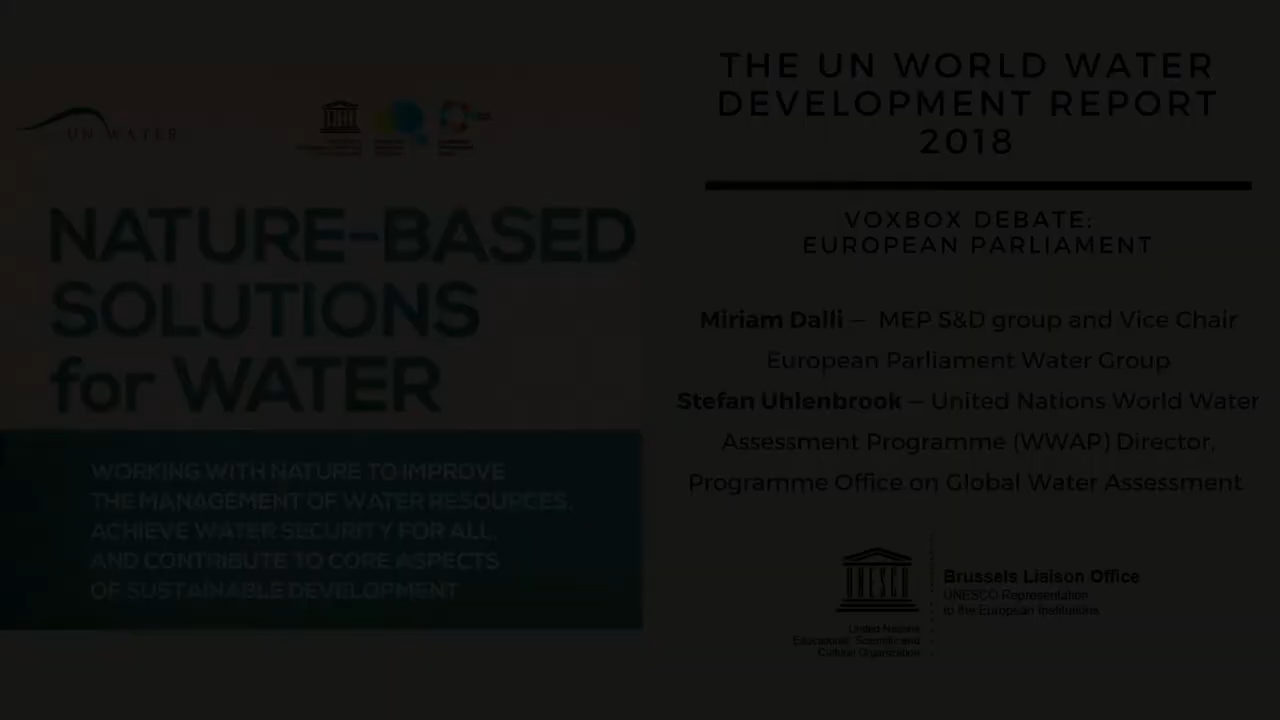 UN WATER
NATURE-BASED
SOLUTIONS
for WATER
WORKING WITH NATURE TO IMPROVE
THE MANAGEMENT OF WATER RESOURCES,
ACHIEVE WATER SECURITY FOR ALL,
AND CONTRIBUTE TO CORE ASPECTS
OF SUSTAINABLE DEVELOPMENT
THE UN WORLD WATER
DEVELOPMENT REPORT
2018
VOXBOX DEBATE:
EUROPEAN PARLIAMENT
Miriam Dalli – MEP S&D group and Vice Chair
European Parliament Water Group
Stefan Uhlenbrook – United Nations World Water
Assessment Programme (WWAP) Director,
Programme Office on Global Water Assessment
UNESCO
United Nations
Educational, Scientific and
Cultural Organization
Brussels Liaison Office
UNESCO Representation
to the European Institutions